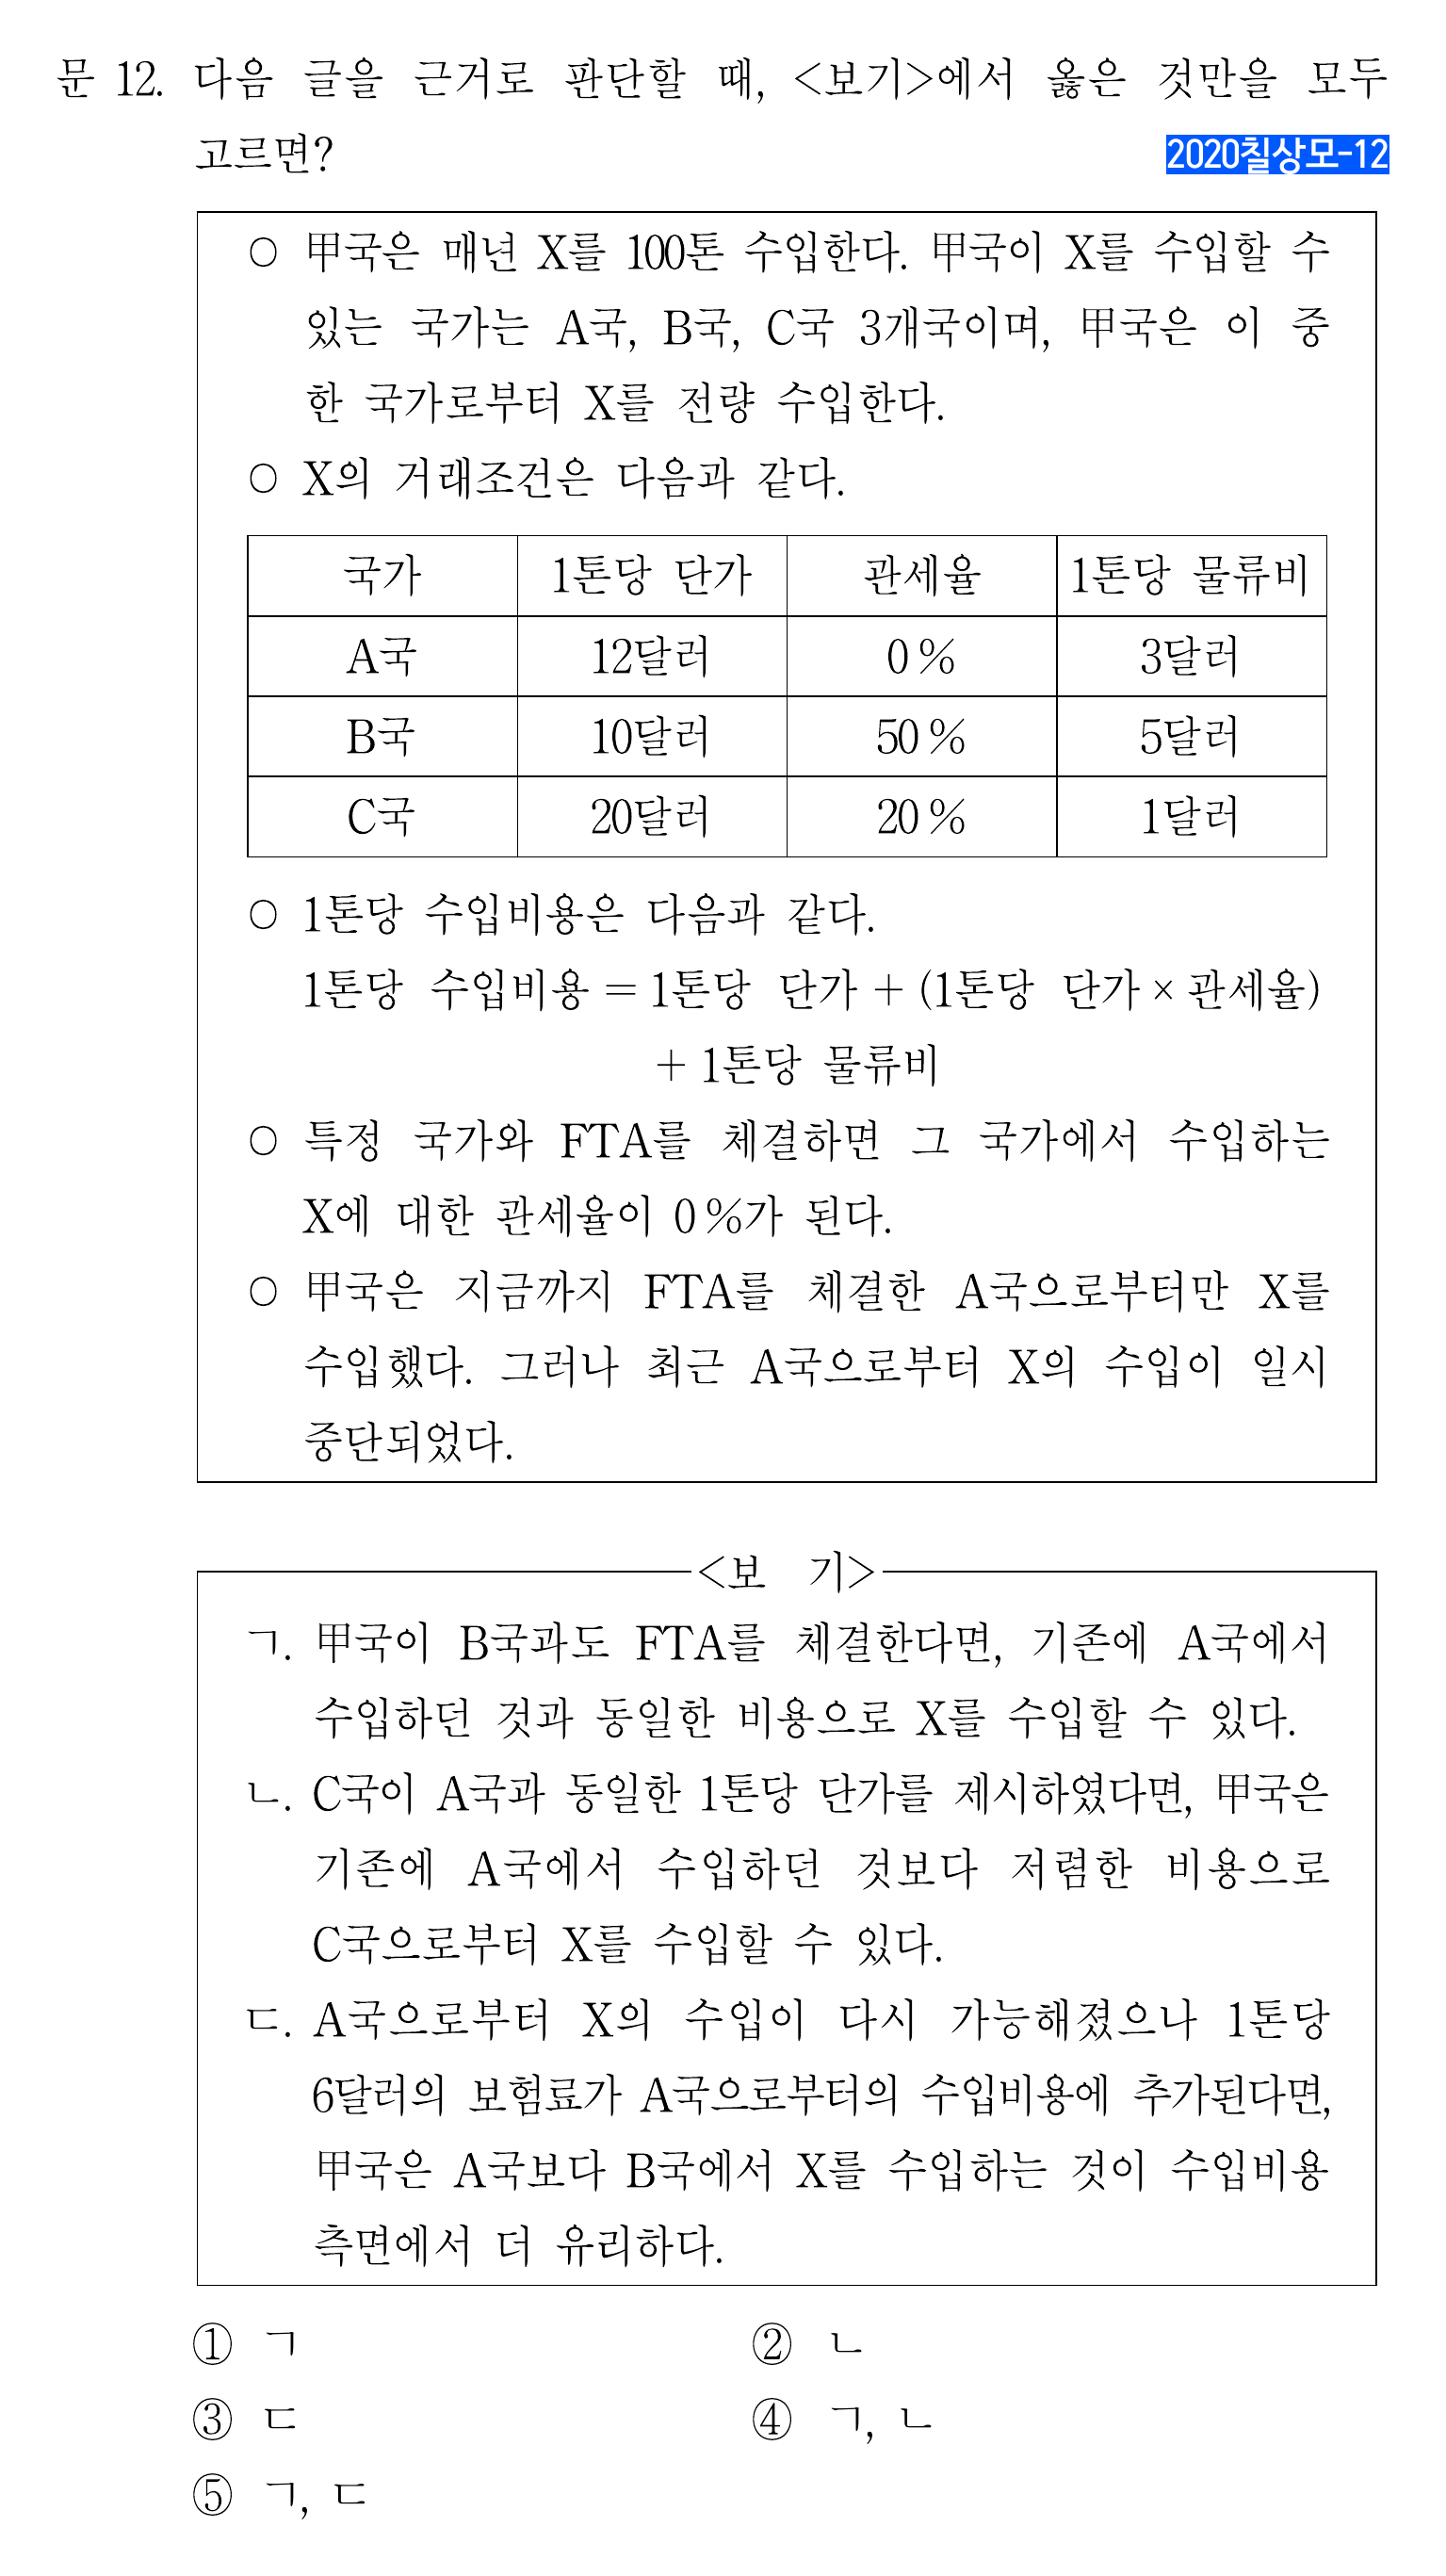 문 12. 다음 글을 근거로 판단할 때, <보기>에서 옳은 것만을 모두
고르면?
2020칠상모-12
○ 甲국은 매년 X를 100톤 수입한다. 甲국이 X를 수입할 수
있는 국가는 A국, B국, C국 3개국이며, 甲국은 이 중
한 국가로부터 X를 전량 수입한다.
○ X의 거래조건은 다음과 같다.
국가 1톤당 단가 관세율 1톤당 물류비
A국 12달러 0 % 3달러
B국 10달러 50 % 5달러
C국 20달러 20 % 1달러
○ 1톤당 수입비용은 다음과 같다.
1톤당 수입비용 = 1톤당 단가 + (1톤당 단가 × 관세율)
+ 1톤당 물류비
○ 특정 국가와 FTA를 체결하면 그 국가에서 수입하는
X에 대한 관세율이 0 %가 된다.
○ 甲국은 지금까지 FTA를 체결한 A국으로부터만 X를
수입했다. 그러나 최근 A국으로부터 X의 수입이 일시
중단되었다.
<보 기>
ㄱ. 甲국이 B국과도 FTA를 체결한다면, 기존에 A국에서
수입하던 것과 동일한 비용으로 X를 수입할 수 있다.
ㄴ. C국이 A국과 동일한 1톤당 단가를 제시하였다면, 甲국은
기존에 A국에서 수입하던 것보다 저렴한 비용으로
C국으로부터 X를 수입할 수 있다.
ㄷ. A국으로부터 X의 수입이 다시 가능해졌으나 1톤당
6달러의 보험료가 A국으로부터의 수입비용에 추가된다면,
甲국은 A국보다 B국에서 X를 수입하는 것이 수입비용
측면에서 더 유리하다.
① ㄱ ② ㄴ
③ ㄷ ④ ㄱ, ㄴ
⑤ ㄱ, ㄷ